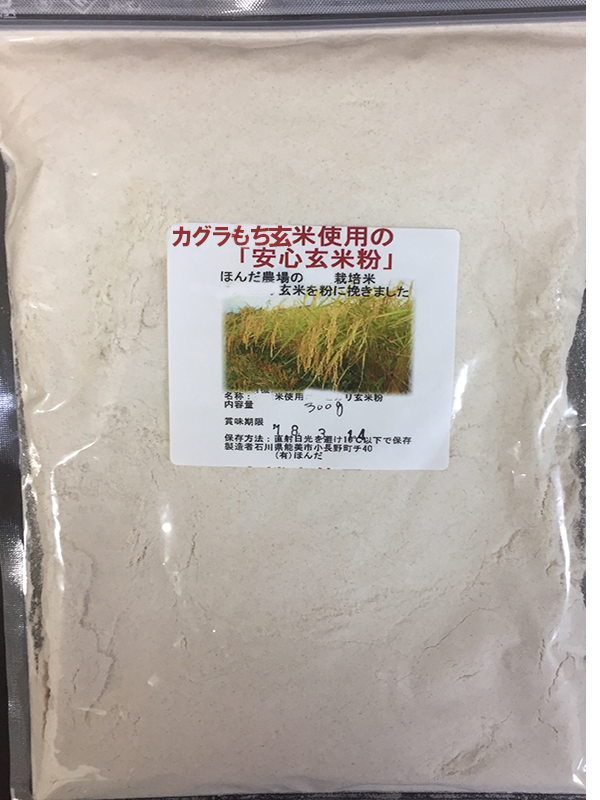 カグラもち玄米使用の
「安心玄米粉」
ほんだ農場の 栽培米
玄米を粉に挽きました
名称： 米使用 リ玄米粉
内容量 300g
賞味期限 18.3.14
保存方法：直射日光を避け15℃以下で保存
製造者石川県能美市小長野町チ40
(有)ほんだ